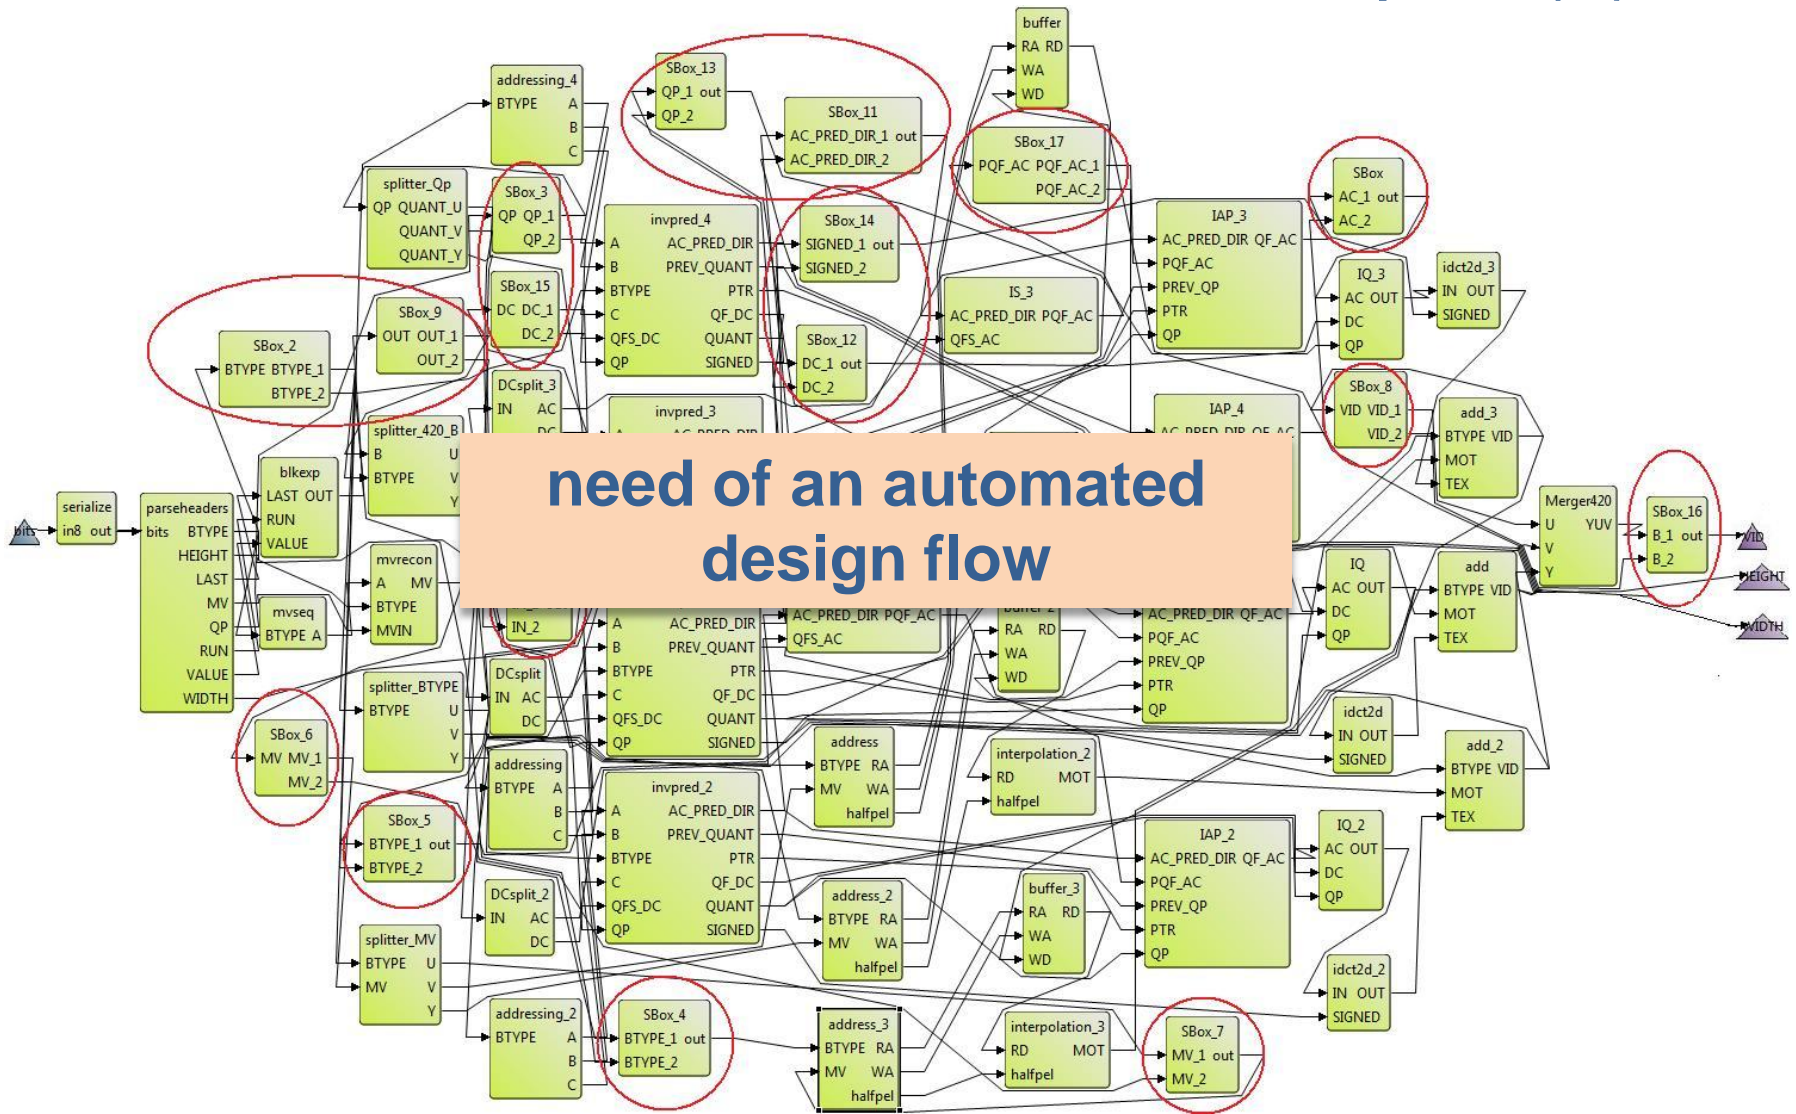 buffer
RA RD
WA
WD
SBox_13
QP_1 out
QP_2
addressing_4
BTYPE A
B
C
SBox_11
AC_PRED_DIR_1 out
AC_PRED_DIR_2
SBox_17
PQF_AC PQF_AC_1
PQF_AC_2
SBox
AC_1 out
AC_2
splitter_Qp
QP QUANT_U
QUANT_V
QUANT_Y
SBox_3
QP QP_1
QP_2
invpred_4
A AC_PRED_DIR
B PREV_QUANT
BTYPE PTR
C QF_DC
QFS_DC QUANT
QP SIGNED
SBox_14
SIGNED_1 out
SIGNED_2
IAP_3
AC_PRED_DIR QF_AC
PQF_AC
PREV_QP
PTR
QP
IQ_3
AC OUT
DC
QP
idct2d_3
IN OUT
SIGNED
SBox_15
DC DC_1
DC_2
IS_3
AC_PRED_DIR PQF_AC
QFS_AC
SBox_9
OUT OUT_1
OUT_2
SBox_2
BTYPE BTYPE_1
BTYPE_2
SBox_12
DC_1 out
DC_2
DCsplit_3
IN AC
invpred_3
IAP_4
SBox_8
VID VID_1
VID_2
add_3
BTYPE VID
MOT
TEX
splitter_420_B
B U
BTYPE V
Y
need of an automated
design flow
blkexp
LAST OUT
RUN
VALUE
bits
serialize
in8 out
parseheaders
bits BTYPE
HEIGHT
LAST
MV
QP
RUN
VALUE
WIDTH
Merger420
U YUV
V
Y
SBox_16
B_1 out
B_2
VID
HEIGHT
WIDTH
mvrecon
A MV
BTYPE
MVIN
mvseq
BTYPE A
IN_2
A AC_PRED_DIR
B PREV_QUANT
BTYPE PTR
C QF_DC
QFS_DC QUANT
QP SIGNED
AC_PRED_DIR PQF_AC
QFS_AC
buffer_2
RA RD
WA
WD
AC_PRED_DIR QF_AC
PQF_AC
PREV_QP
PTR
QP
IQ
AC OUT
DC
QP
add
BTYPE VID
MOT
TEX
DCsplit
IN AC
DC
splitter_BTYPE
BTYPE U
V
Y
SBox_6
MV MV_1
MV_2
addressing
BTYPE A
B
C
address
BTYPE RA
MV WA
halfpel
interpolation_2
RD MOT
halfpel
idct2d
IN OUT
SIGNED
add_2
BTYPE VID
MOT
TEX
SBox_5
BTYPE_1 out
BTYPE_2
invpred_2
A AC_PRED_DIR
B PREV_QUANT
BTYPE PTR
C QF_DC
QFS_DC QUANT
QP SIGNED
IAP_2
AC_PRED_DIR QF_AC
PQF_AC
PREV_QP
PTR
QP
IQ_2
AC OUT
DC
QP
DCsplit_2
IN AC
DC
address_2
BTYPE RA
MV WA
halfpel
buffer_3
RA RD
WA
WD
splitter_MV
BTYPE U
MV V
Y
idct2d_2
IN OUT
SIGNED
addressing_2
BTYPE A
B
C
SBox_4
BTYPE_1 out
BTYPE_2
address_3
BTYPE RA
MV WA
halfpel
interpolation_3
RD MOT
halfpel
SBox_7
MV_1 out
MV_2